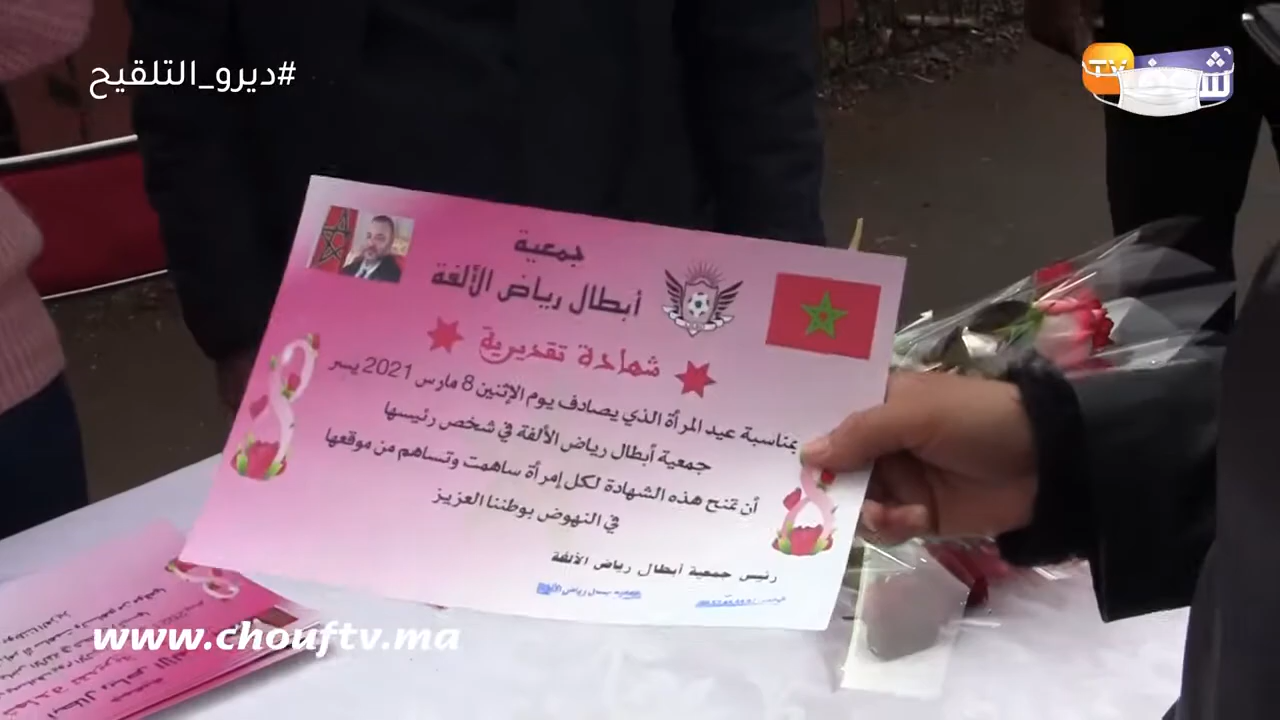 #ديرو_التلقيح
شوف TV
جمعية
أبطال رياض الألفة
شهادة تقديرية
بمناسبة عيد المرأة الذي يصادف يوم الإثنين 8 مارس 2021 يسر
جمعية أبطال رياض الألفة في شخص رئيسها
أن تمنح هذه الشهادة لكل إمرأة ساهمت وتساهم من موقعها
في النهوض بوطننا العزيز
رئيس جمعية أبطال رياض الألفة
www.chouftv.ma